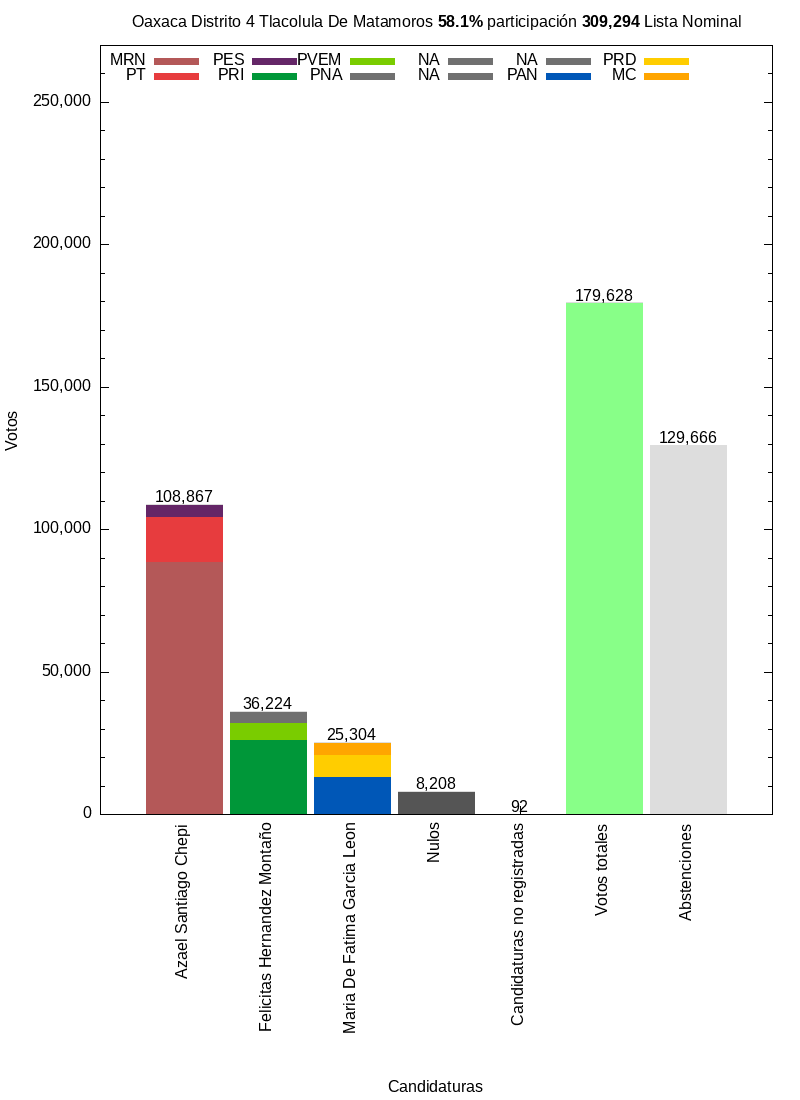 Oaxaca Distrito 4 Tlacolula De Matamoros 58.1% participación 309,294 Lista Nominal
MRN PES PVEM NA NA PRD
PT PRI PNA NA PAN MC
250,000
200,000
150,000
100,000
50,000
0
Votos
108,867
36,224
25,304
8,208
92
179,628
129,666
Azael Santiago Chepi
Felicitas Hernandez Montaño
Maria De Fatima Garcia Leon
Nulos
Candidaturas no registradas
Votos totales
Abstenciones
Candidaturas